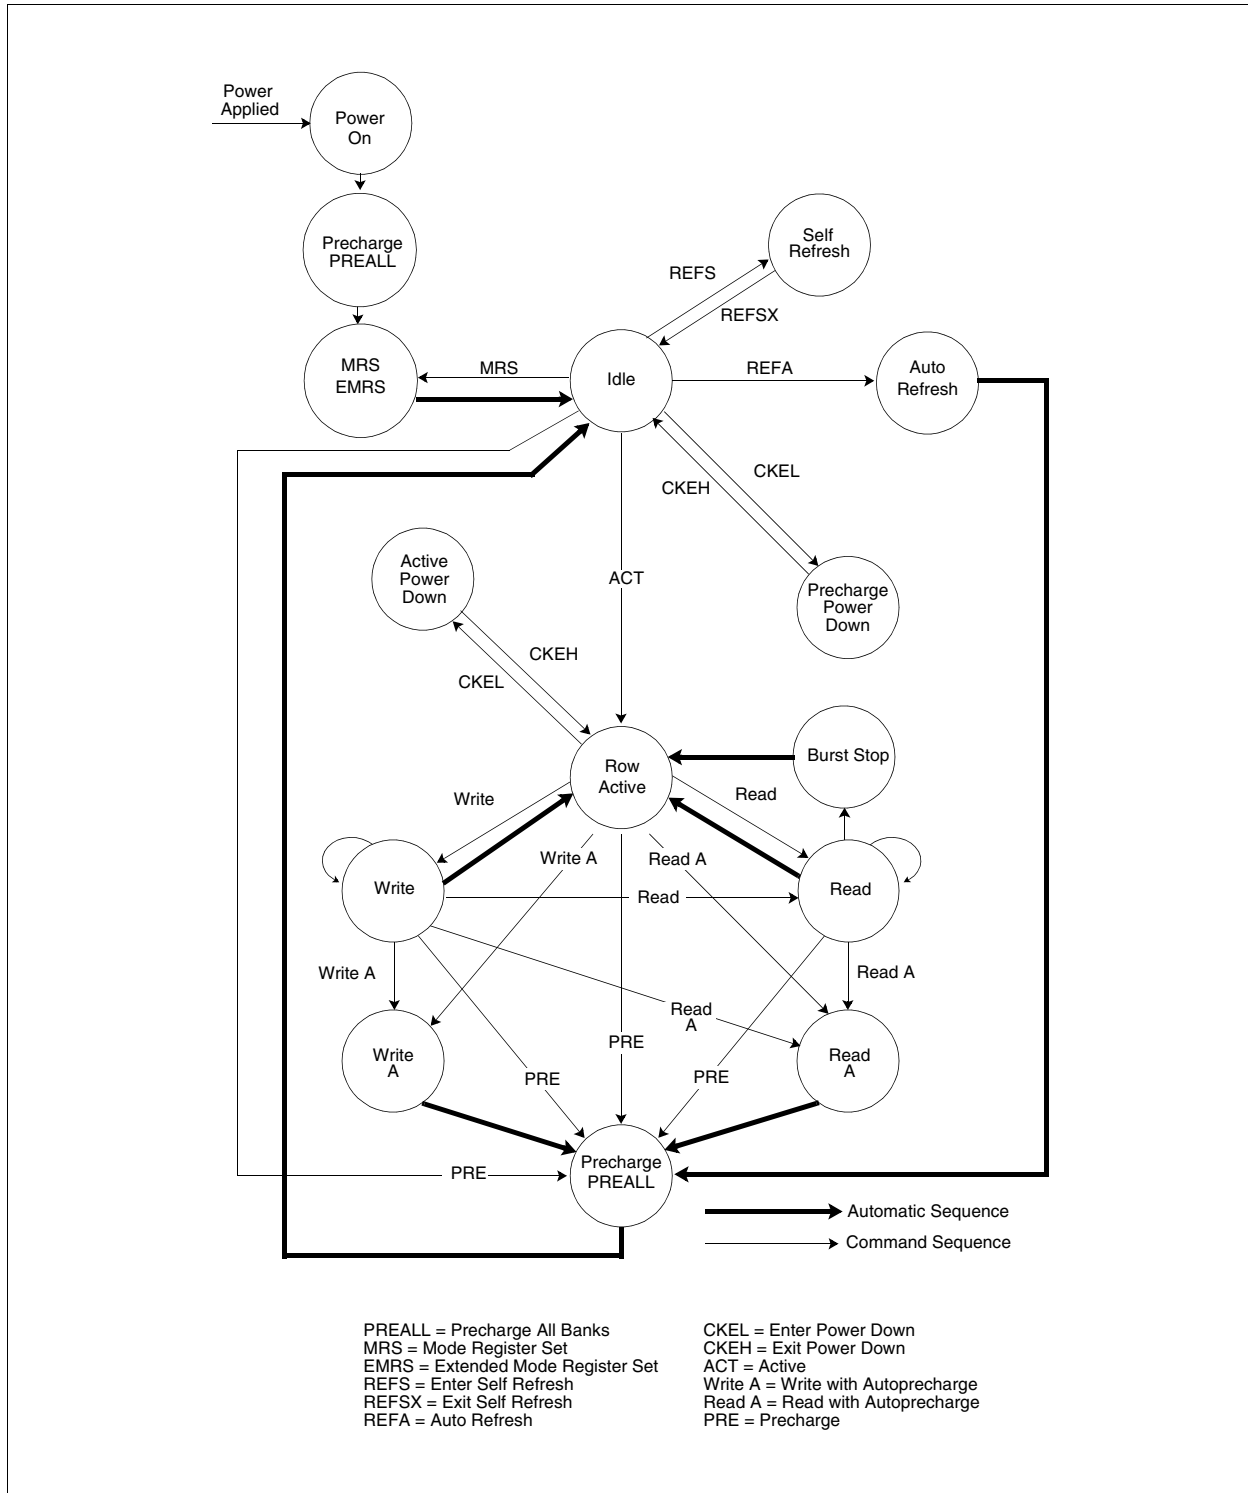 Power
Applied
Power
On
Precharge
PREALL
Self
Refresh
REFS
REFSX
MRS
EMRS
MRS
Idle
REFA
Auto
Refresh
CKEL
CKEH
Active
Power
Down
ACT
Precharge
Power
Down
CKEH
CKEL
Row
Active
Burst Stop
Write
Read
Write A
Read A
Write
Read
Read
Write A
Read A
Read
A
Write
A
PRE
Read
A
PRE
PRE
Precharge
PREALL
PRE
Automatic Sequence
Command Sequence
PREALL = Precharge All Banks
MRS = Mode Register Set
EMRS = Extended Mode Register Set
REFS = Enter Self Refresh
REFSX = Exit Self Refresh
REFA = Auto Refresh
CKEL = Enter Power Down
CKEH = Exit Power Down
ACT = Active
Write A = Write with Autoprecharge
Read A = Read with Autoprecharge
PRE = Precharge